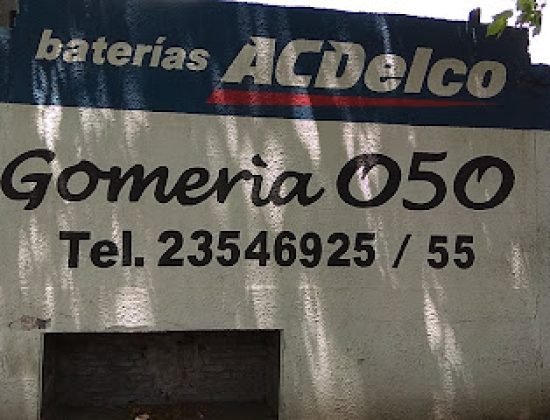 baterías ACDelco
Gomeria 050
Tel. 23546925 / 55